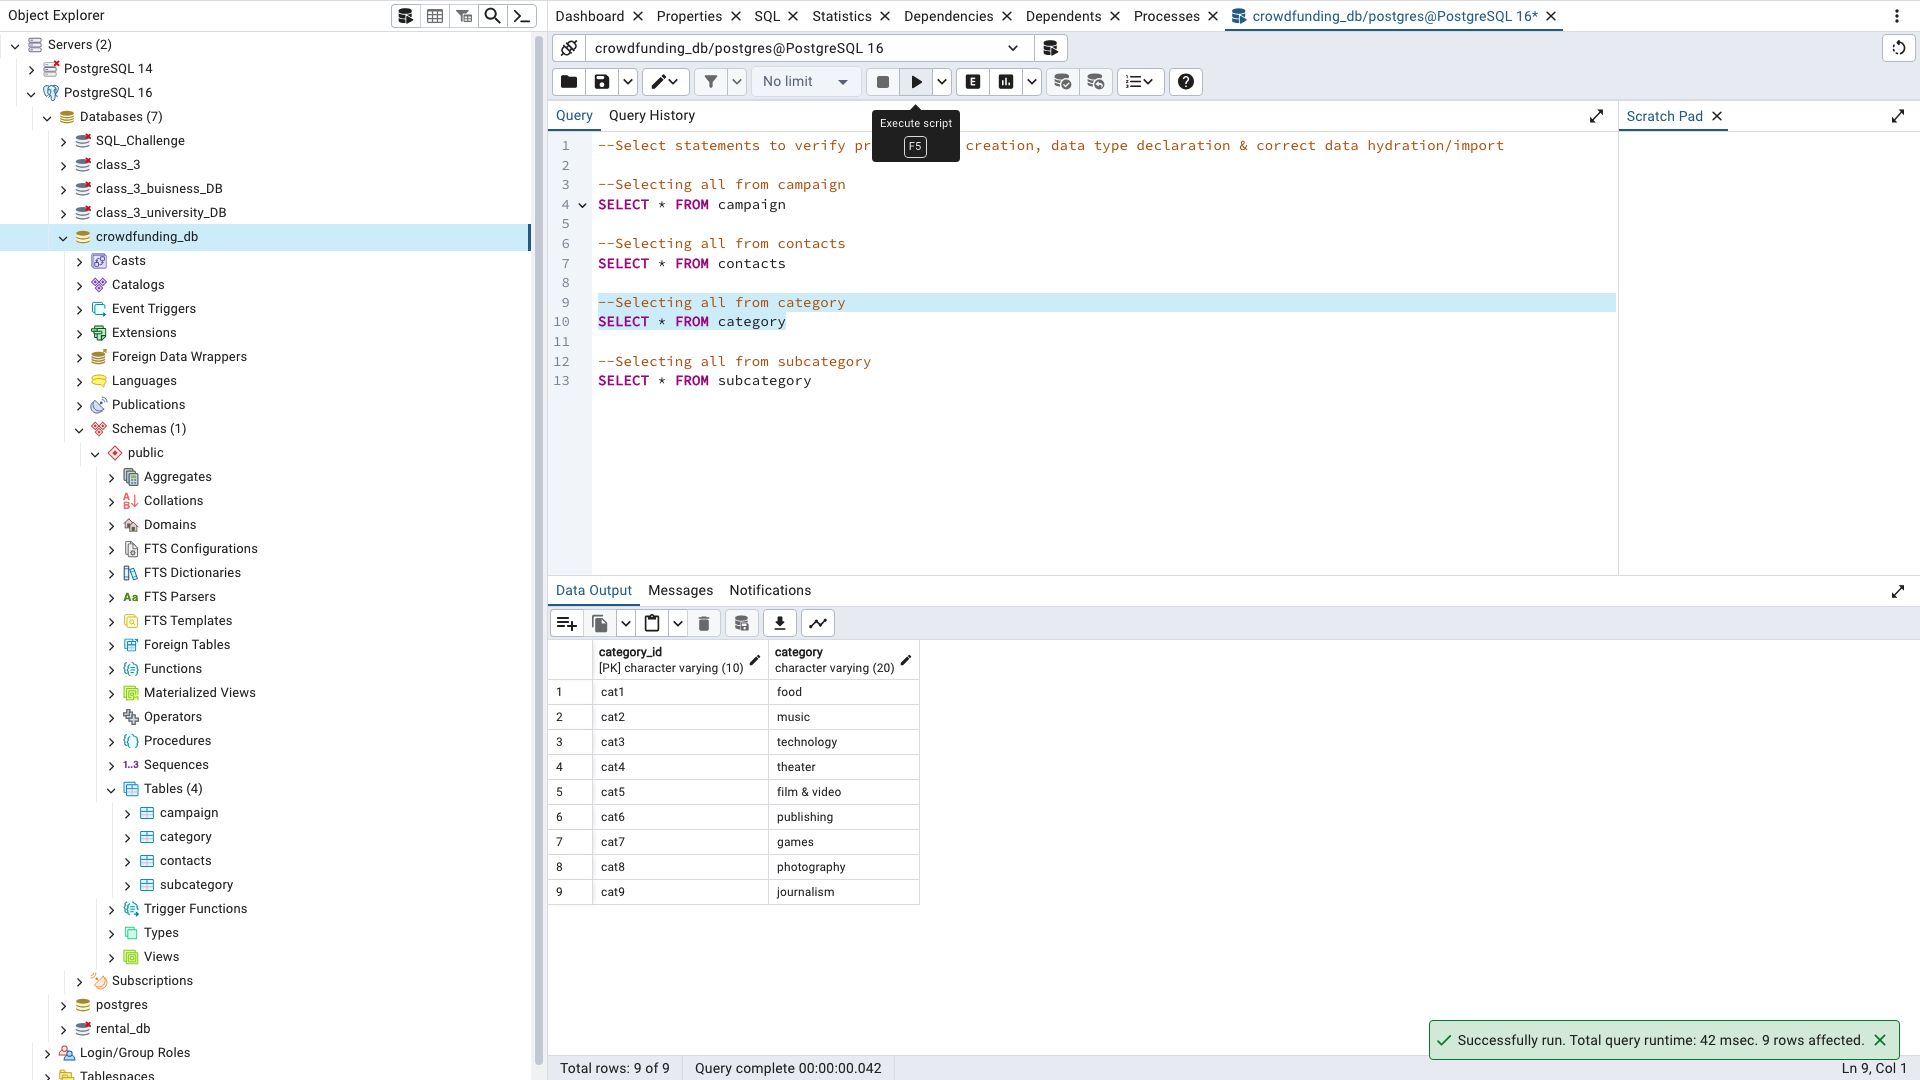 Object Explorer
Servers (2)
PostgreSQL 14
PostgreSQL 16
Databases (7)
SQL_Challenge
class_3
class_3_buisness_DB
class_3_university_DB
crowdfunding_db
Casts
Catalogs
Event Triggers
Extensions
Foreign Data Wrappers
Languages
Publications
Schemas (1)
public
Aggregates
Collations
Domains
FTS Configurations
FTS Dictionaries
Aa FTS Parsers
FTS Templates
Foreign Tables
Functions
Materialized Views
Operators
Procedures
1..3 Sequences
Tables (4)
campaign
category
contacts
subcategory
Trigger Functions
Types
Views
Subscriptions
postgres
rental_db
Login/Group Roles
Tablespaces
Dashboard Properties SQL Statistics Dependencies Dependents Processes crowdfunding_db/postgres@PostgreSQL 16*
crowdfunding_db/postgres@PostgreSQL 16
No limit E
Query Query History
Execute script
F5
Scratch Pad
1 --Select statements to verify pr creation, data type declaration & correct data hydration/import
2
3 --Selecting all from campaign
4 SELECT * FROM campaign
5
6 --Selecting all from contacts
7 SELECT * FROM contacts
8
9 --Selecting all from category
10 SELECT * FROM category
11
12 --Selecting all from subcategory
13 SELECT * FROM subcategory
Data Output Messages Notifications
category_id category
[PK] character varying (10) character varying (20)
1 cat1 food
2 cat2 music
3 cat3 technology
4 cat4 theater
5 cat5 film & video
6 cat6 publishing
7 cat7 games
8 cat8 photography
9 cat9 journalism
Successfully run. Total query runtime: 42 msec. 9 rows affected.
Total rows: 9 of 9 Query complete 00:00:00.042 Ln 9, Col 1